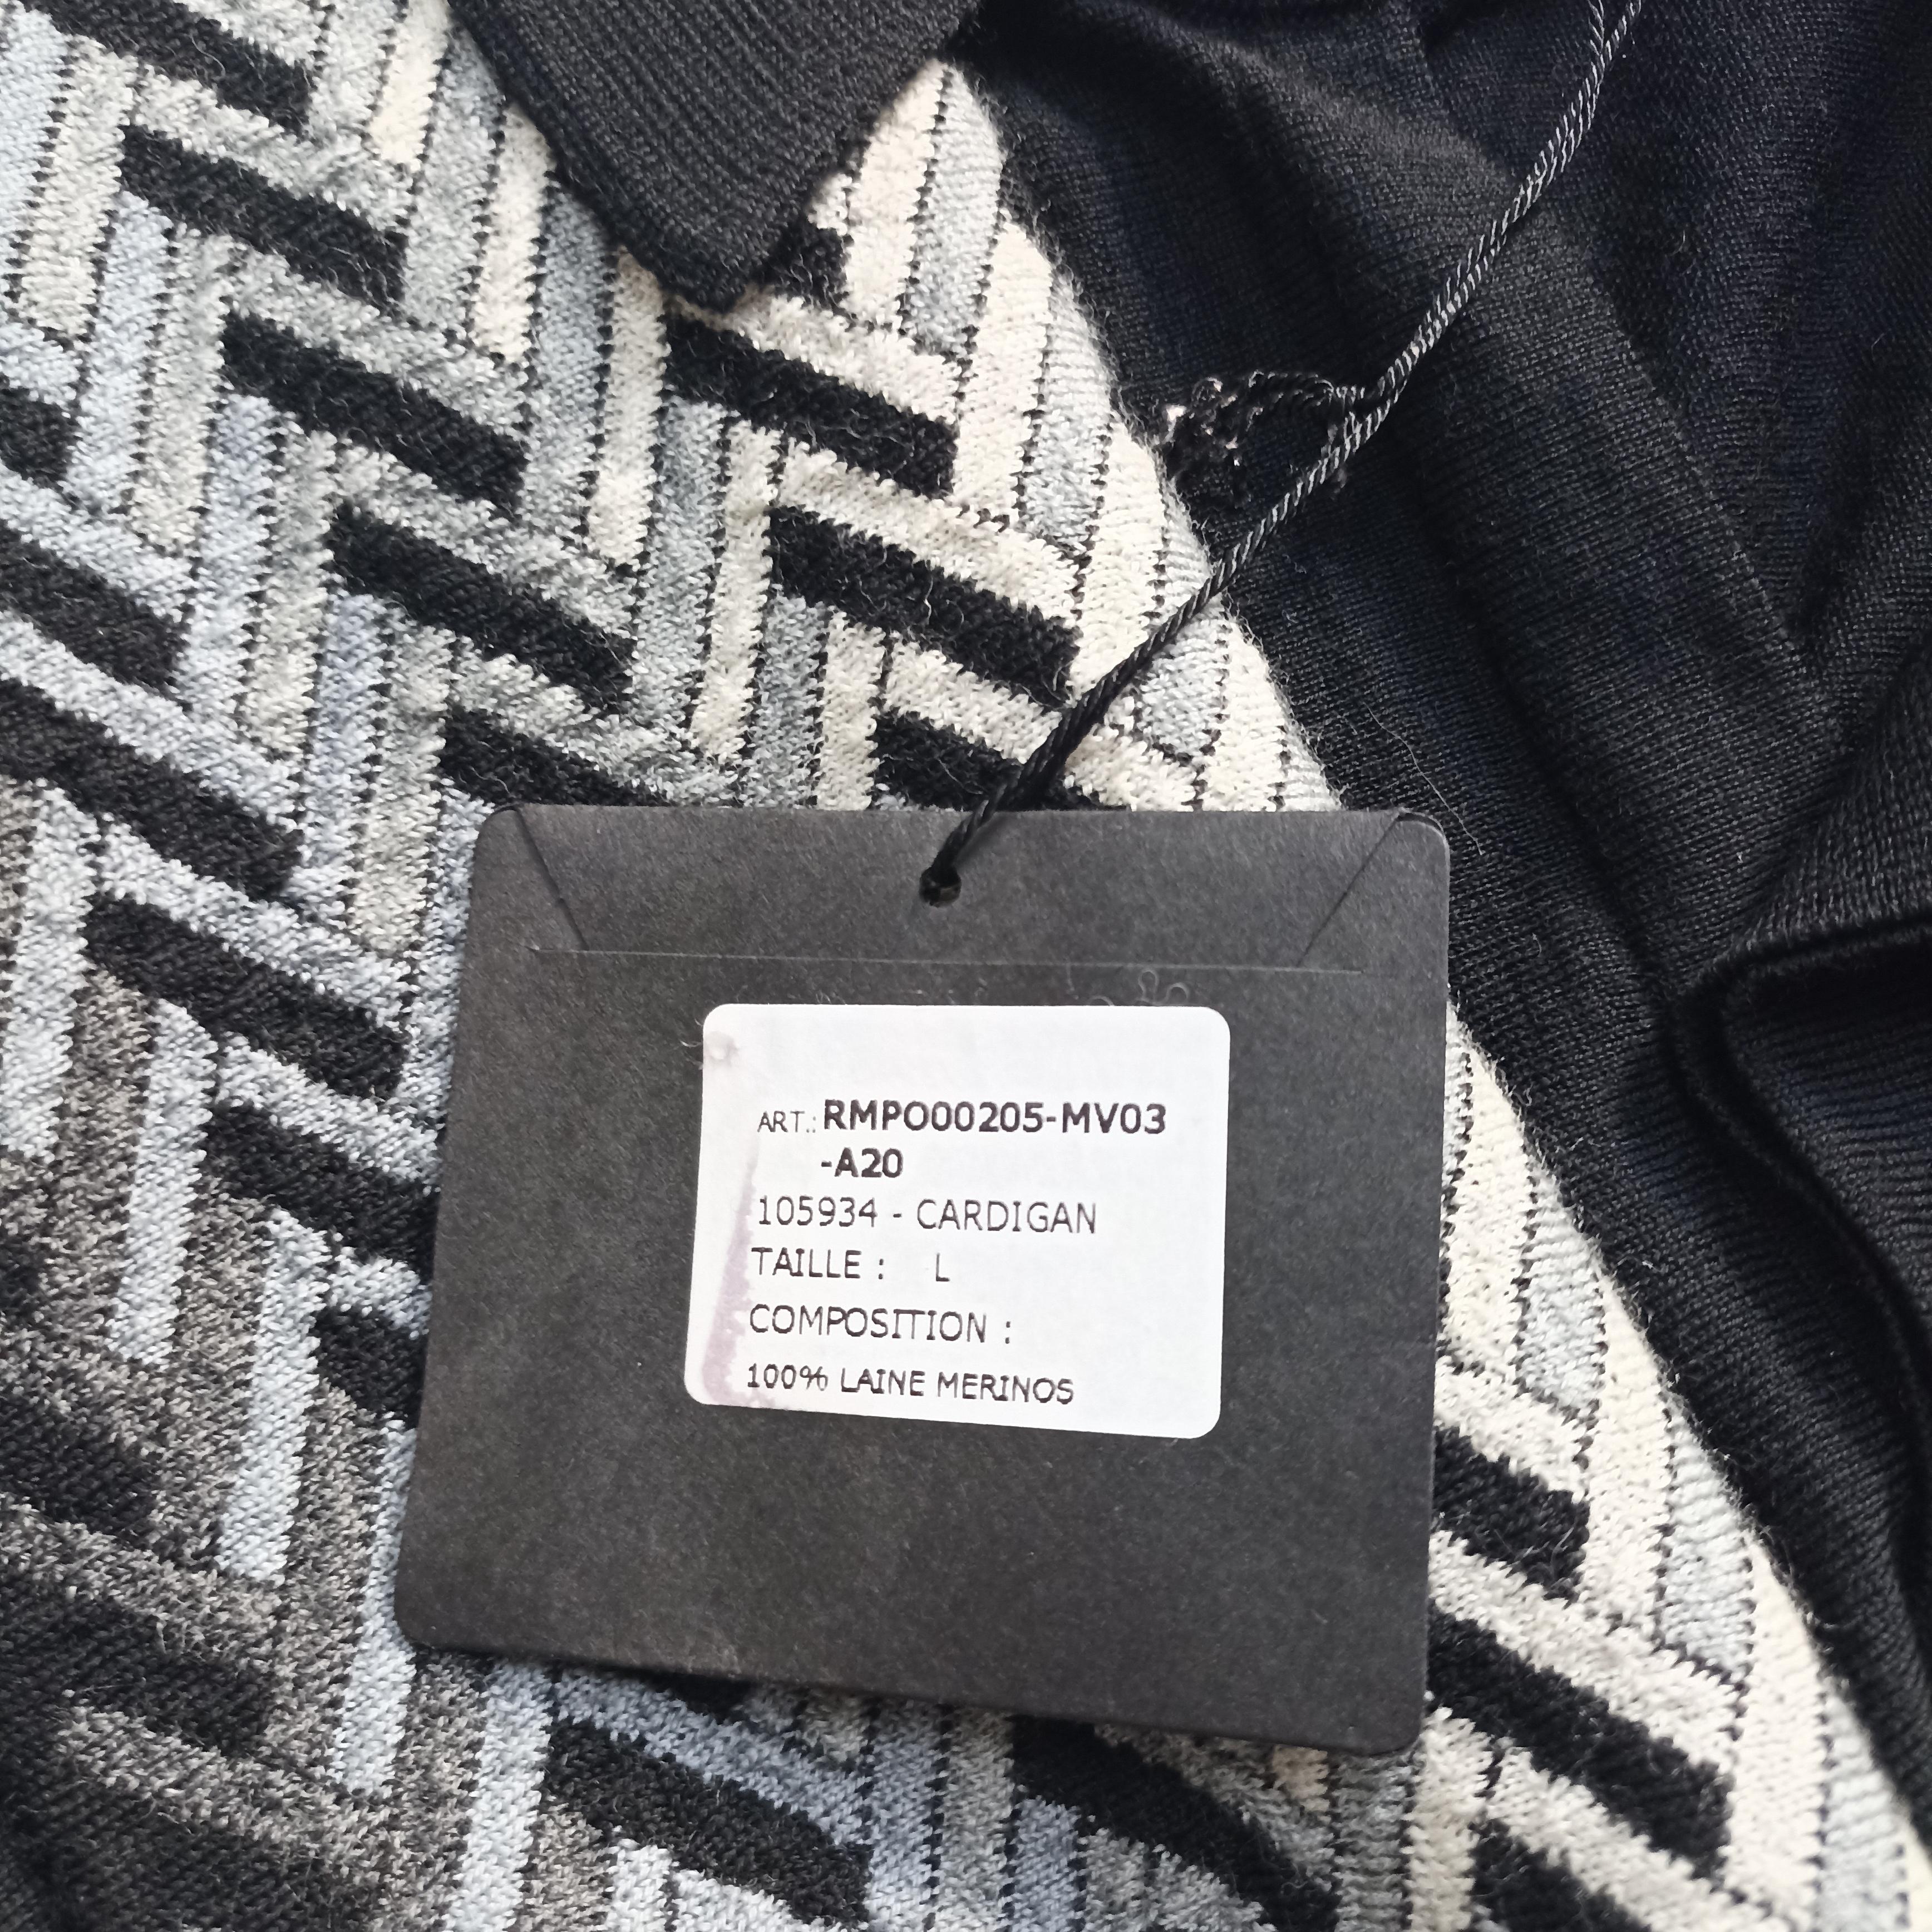 ART.: RMPO00205-MV03
-A20
105934 - CARDIGAN
TAILLE : L
COMPOSITION :
100% LAINE MERINOS